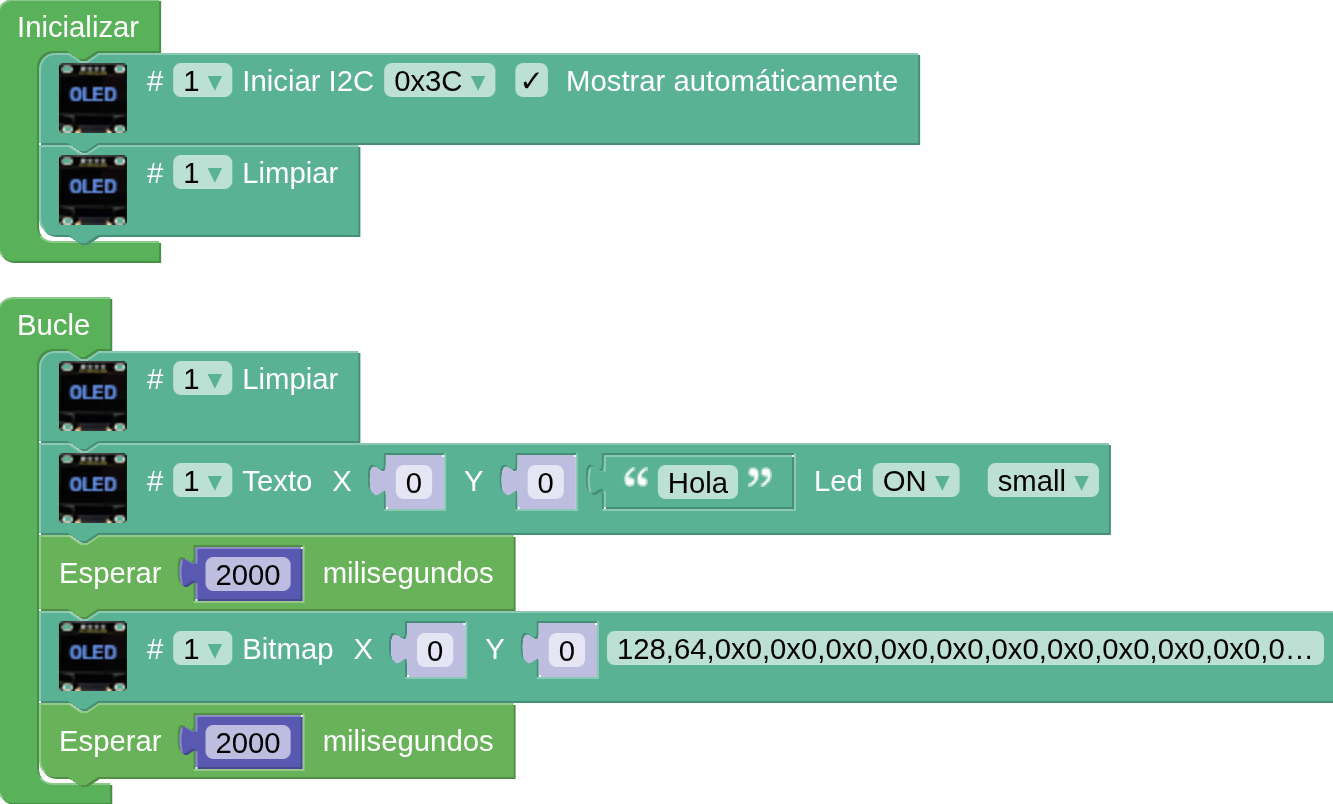 Inicializar
OLED # 1 ▼ Iniciar I2C 0x3C ▼ ✓ Mostrar automáticamente
OLED # 1 ▼ Limpiar
Bucle
OLED # 1 ▼ Limpiar
OLED # 1 ▼ Texto X 0 Y 0 “ Hola ” Led ON ▼ small ▼
Esperar 2000 milisegundos
OLED # 1 ▼ Bitmap X 0 Y 0 128,64,0x0,0x0,0x0,0x0,0x0,0x0,0x0,0x0,0x0,0x0,0…
Esperar 2000 milisegundos